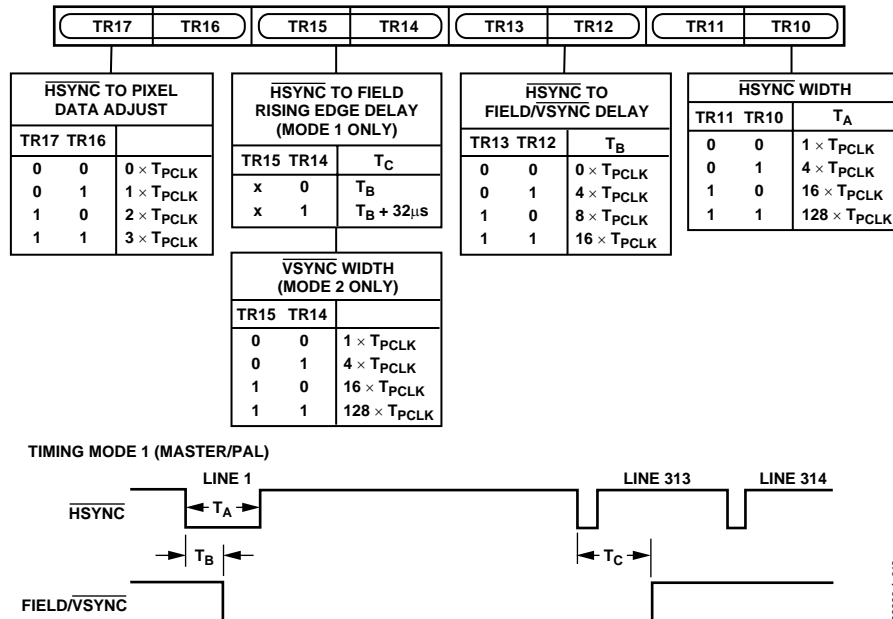 TR17 TR16 TR15 TR14 TR13 TR12 TR11 TR10
HSYNC TO PIXEL
DATA ADJUST
TR17 TR16
0 0 0 × TPCLK
0 1 1 × TPCLK
1 0 2 × TPCLK
1 1 3 × TPCLK
HSYNC TO FIELD
RISING EDGE DELAY
(MODE 1 ONLY)
TR15 TR14 TC
x 0 TB
x 1 TB + 32µs
VSYNC WIDTH
(MODE 2 ONLY)
TR15 TR14
0 0 1 × TPCLK
0 1 4 × TPCLK
1 0 16 × TPCLK
1 1 128 × TPCLK
HSYNC TO
FIELD/VSYNC DELAY
TR13 TR12 TB
0 0 0 × TPCLK
0 1 4 × TPCLK
1 0 8 × TPCLK
1 1 16 × TPCLK
HSYNC WIDTH
TR11 TR10 TA
0 0 1 × TPCLK
0 1 4 × TPCLK
1 0 16 × TPCLK
1 1 128 × TPCLK
TIMING MODE 1 (MASTER/PAL)
LINE 1 LINE 313 LINE 314
HSYNC
TA
TB
TC
FIELD/VSYNC